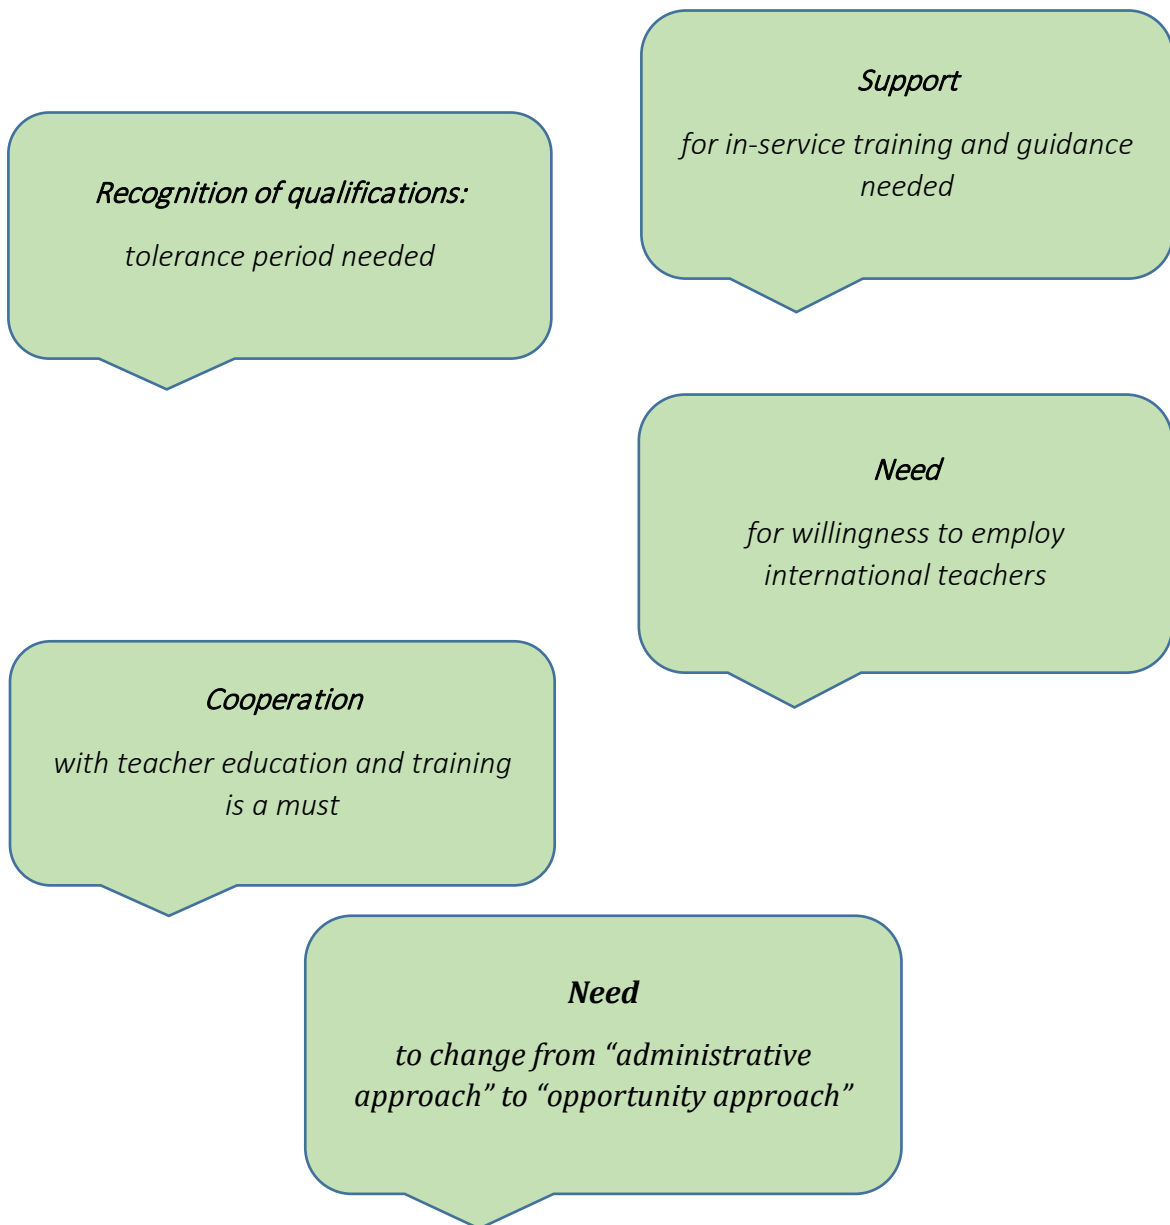 Support
for in-service training and guidance
needed
Recognition of qualifications:
tolerance period needed
Need
for willingness to employ
international teachers
Cooperation
with teacher education and training
is a must
Need
to change from “administrative
approach” to “opportunity approach”